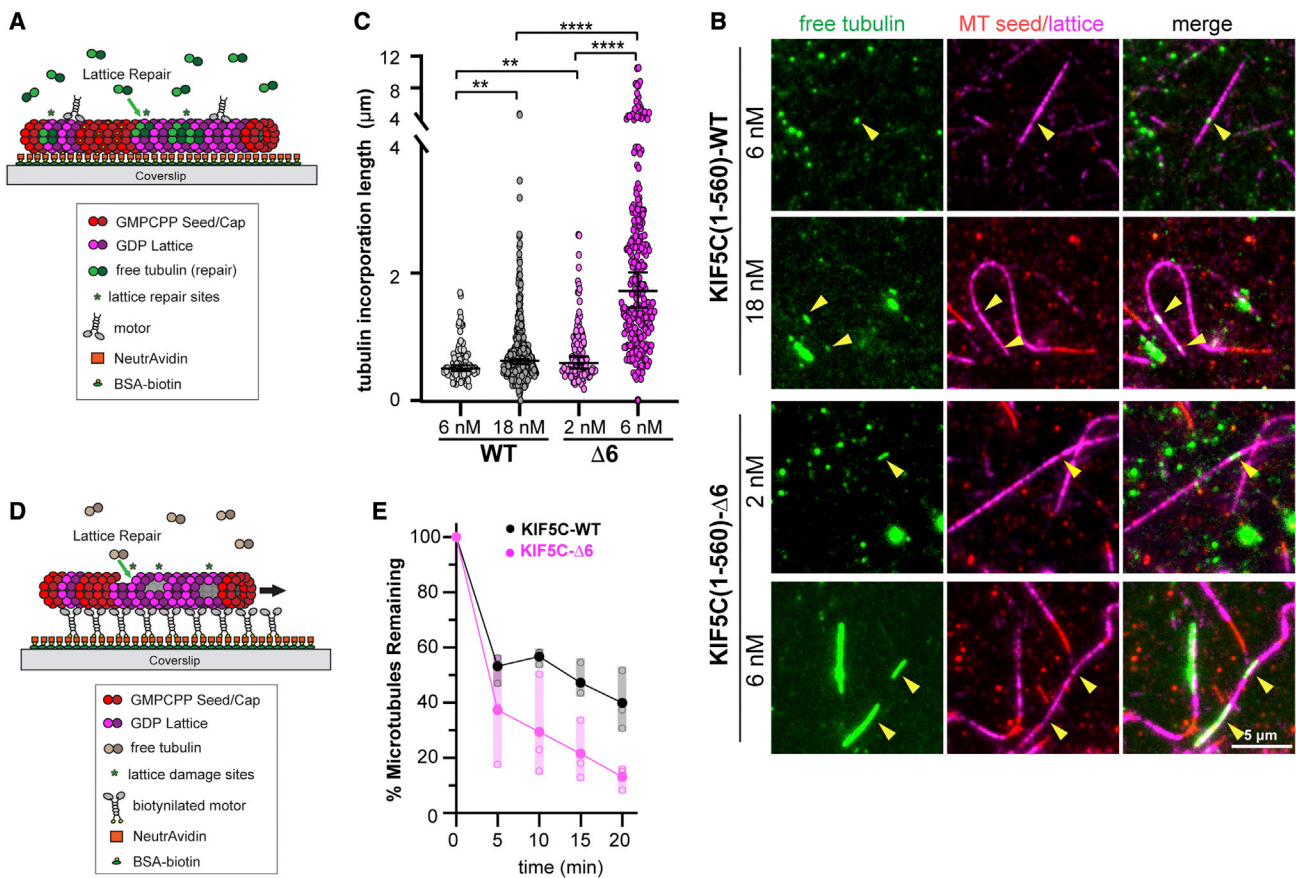 A
Lattice Repair
Coverslip
GMPCPP Seed/Cap
GDP Lattice
free tubulin (repair)
* lattice repair sites
motor
NeutrAvidin
BSA-biotin
C
tubulin incorporation length (µm)
****
**
****
**
12
8
4
4
2
0
6 nM
18 nM
2 nM
6 nM
WT
Δ6
B
free tubulin
MT seed/lattice
merge
KIF5C(1-560)-WT
6 nM
18 nM
KIF5C(1-560)-Δ6
2 nM
6 nM
5 µm
D
Lattice Repair
Coverslip
GMPCPP Seed/Cap
GDP Lattice
free tubulin
* lattice damage sites
biotynilated motor
NeutrAvidin
BSA-biotin
E
KIF5C-WT
KIF5C-Δ6
% Microtubules Remaining
100
80
60
40
20
0
0
5
10
15
20
time (min)